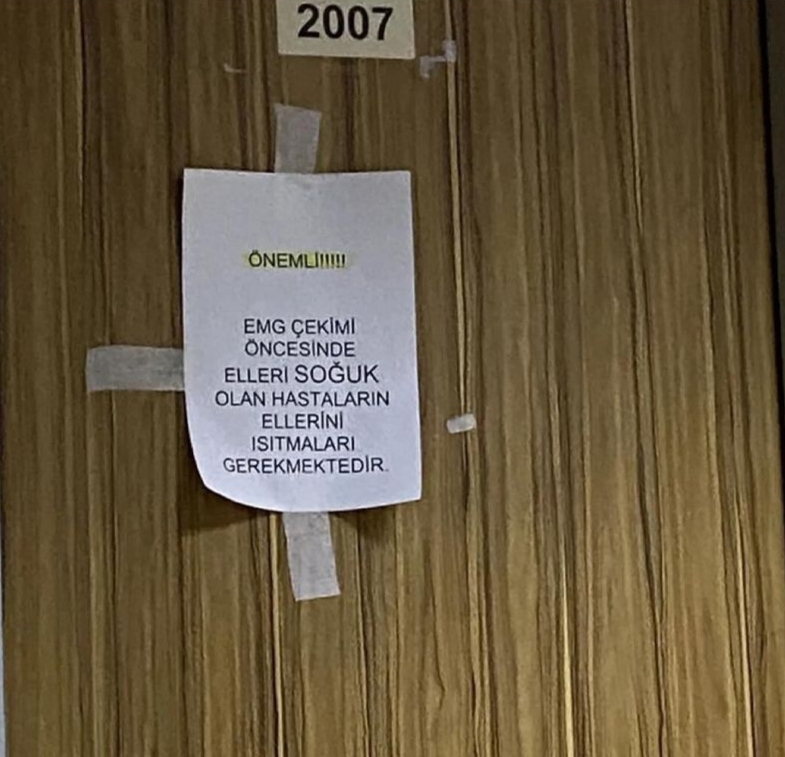 2007
ÖNEMLİ!!!!!
EMG ÇEKİMİ
ÖNCESİNDE
ELLERİ SOĞUK
OLAN HASTALARIN
ELLERİNİ
ISITMALARI
GEREKMEKTEDİR.